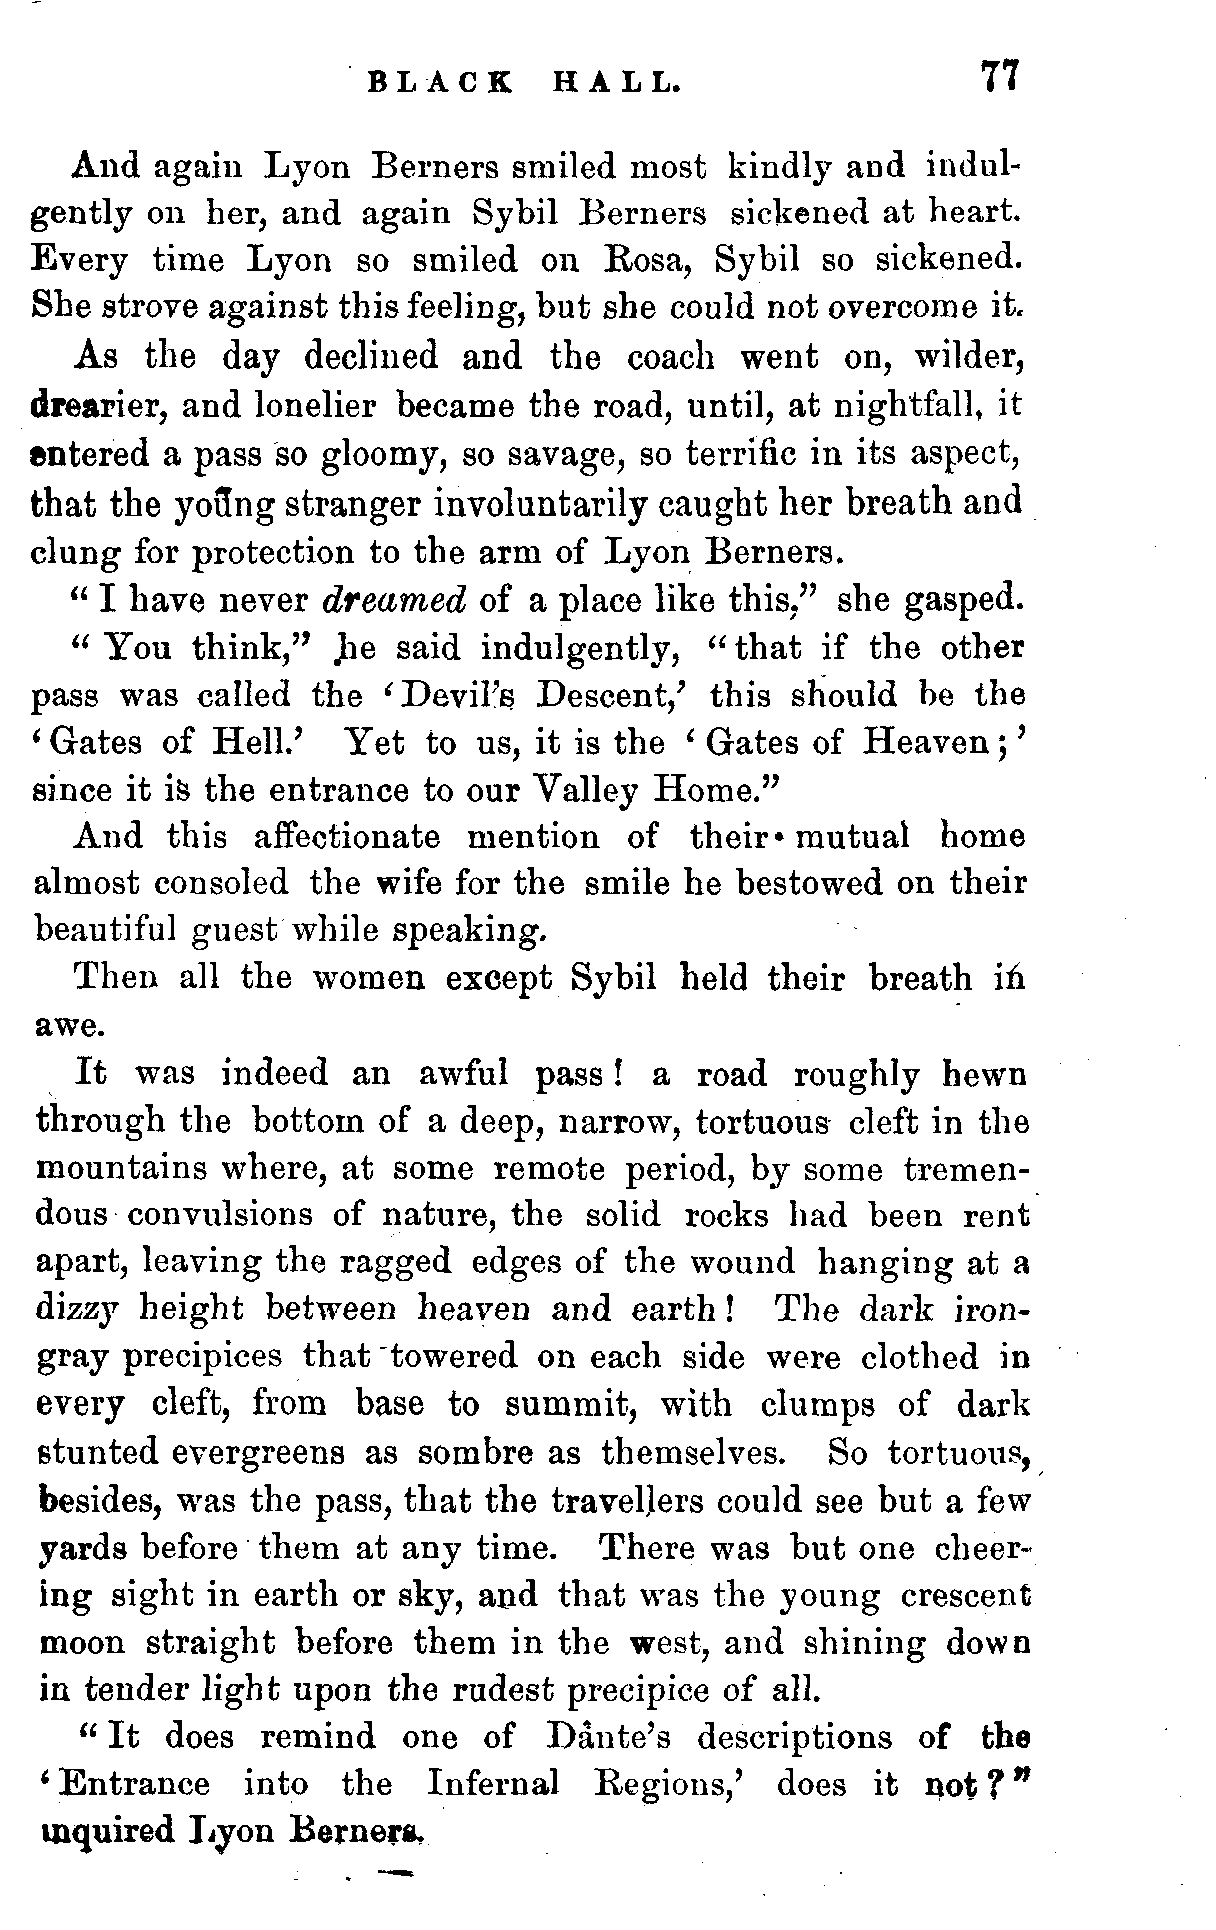 BLACK HALL. 77
And again Lyon Berners smiled most kindly and indul-
gently on her, and again Sybil Berners sickened at heart.
Every time Lyon so smiled on Rosa, Sybil so sickened.
She strove against this feeling, but she could not overcome it.
As the day declined and the coach went on, wilder,
drearier, and lonelier became the road, until, at nightfall, it
entered a pass so gloomy, so savage, so terrific in its aspect,
that the young stranger involuntarily caught her breath and
clung for protection to the arm of Lyon Berners.
“I have never dreamed of a place like this,” she gasped.
“You think,” he said indulgently, “that if the other
pass was called the ‘Devil’s Descent,’ this should be the
‘Gates of Hell.’ Yet to us, it is the ‘Gates of Heaven;’
since it is the entrance to our Valley Home.”
And this affectionate mention of their mutual home
almost consoled the wife for the smile he bestowed on their
beautiful guest while speaking.
Then all the women except Sybil held their breath in
awe.
It was indeed an awful pass! a road roughly hewn
through the bottom of a deep, narrow, tortuous cleft in the
mountains where, at some remote period, by some tremen-
dous convulsions of nature, the solid rocks had been rent
apart, leaving the ragged edges of the wound hanging at a
dizzy height between heaven and earth! The dark iron-
gray precipices that towered on each side were clothed in
every cleft, from base to summit, with clumps of dark
stunted evergreens as sombre as themselves. So tortuous,
besides, was the pass, that the travellers could see but a few
yards before them at any time. There was but one cheer-
ing sight in earth or sky, and that was the young crescent
moon straight before them in the west, and shining down
in tender light upon the rudest precipice of all.
“It does remind one of Dânte’s descriptions of the
‘Entrance into the Infernal Regions,’ does it not?”
inquired Lyon Berners.